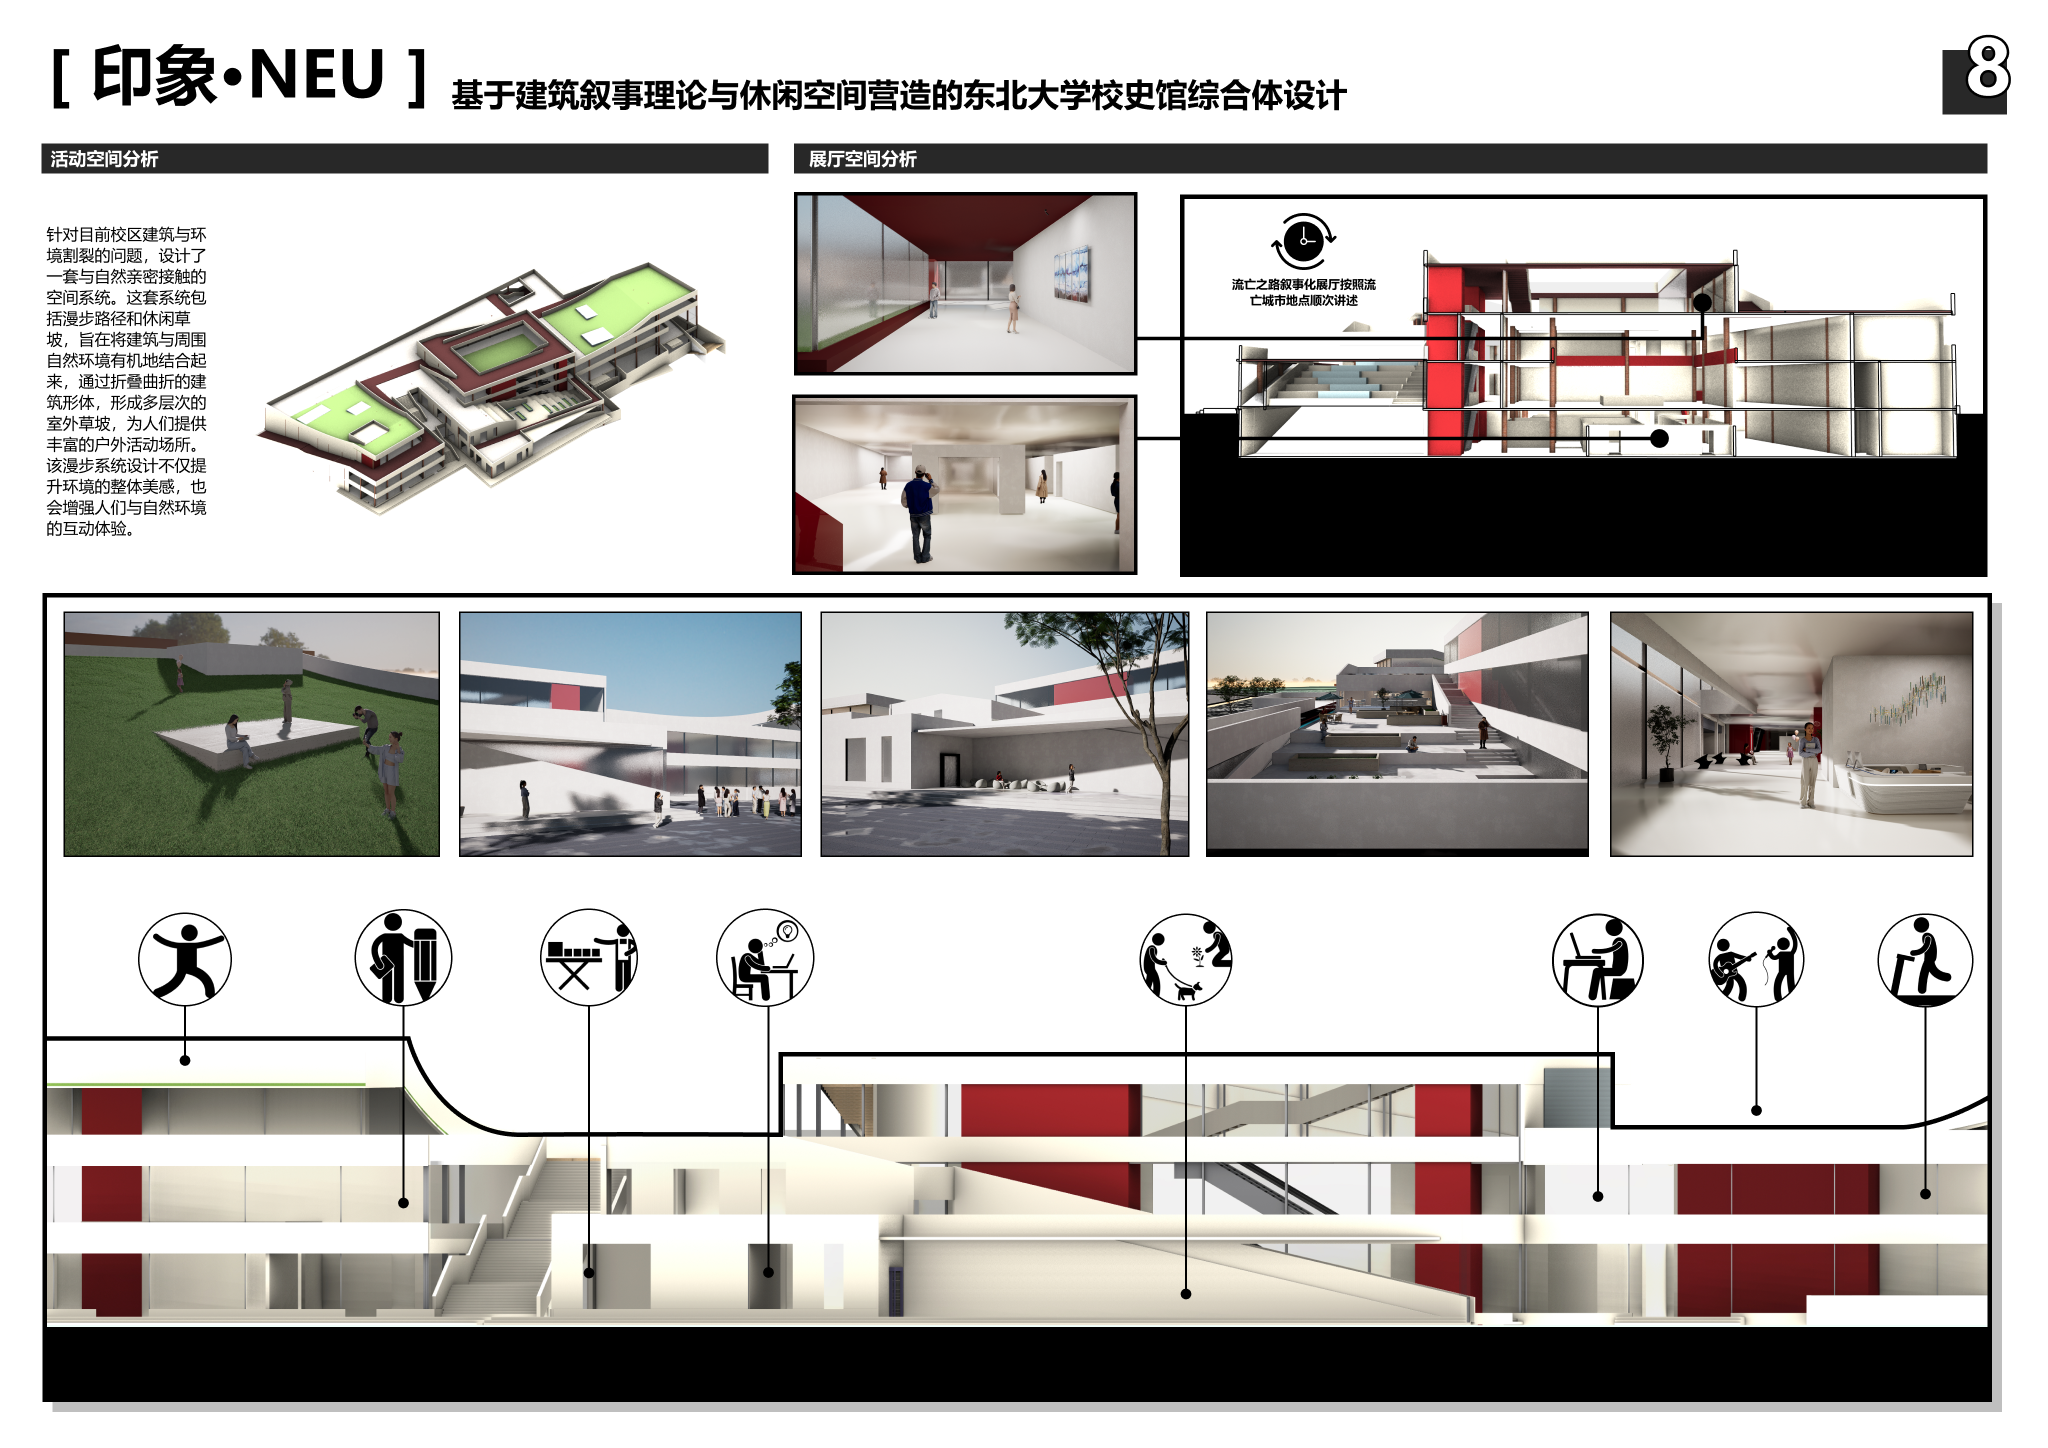 [ 印象·NEU ] 基于建筑叙事理论与休闲空间营造的东北大学校史馆综合体设计
8
活动空间分析
展厅空间分析
针对目前校区建筑与环
境割裂的问题，设计了
一套与自然亲密接触的
空间系统。这套系统包
括漫步路径和休闲草
坡，旨在将建筑与周围
自然环境有机地结合起
来，通过折叠曲折的建
筑形体，形成多层次的
室外草坡，为人们提供
丰富的户外活动场所。
该漫步系统设计不仅提
升环境的整体美感，也
会增强人们与自然环境
的互动体验。
流亡之路叙事化展厅按照流
亡城市地点顺次讲述